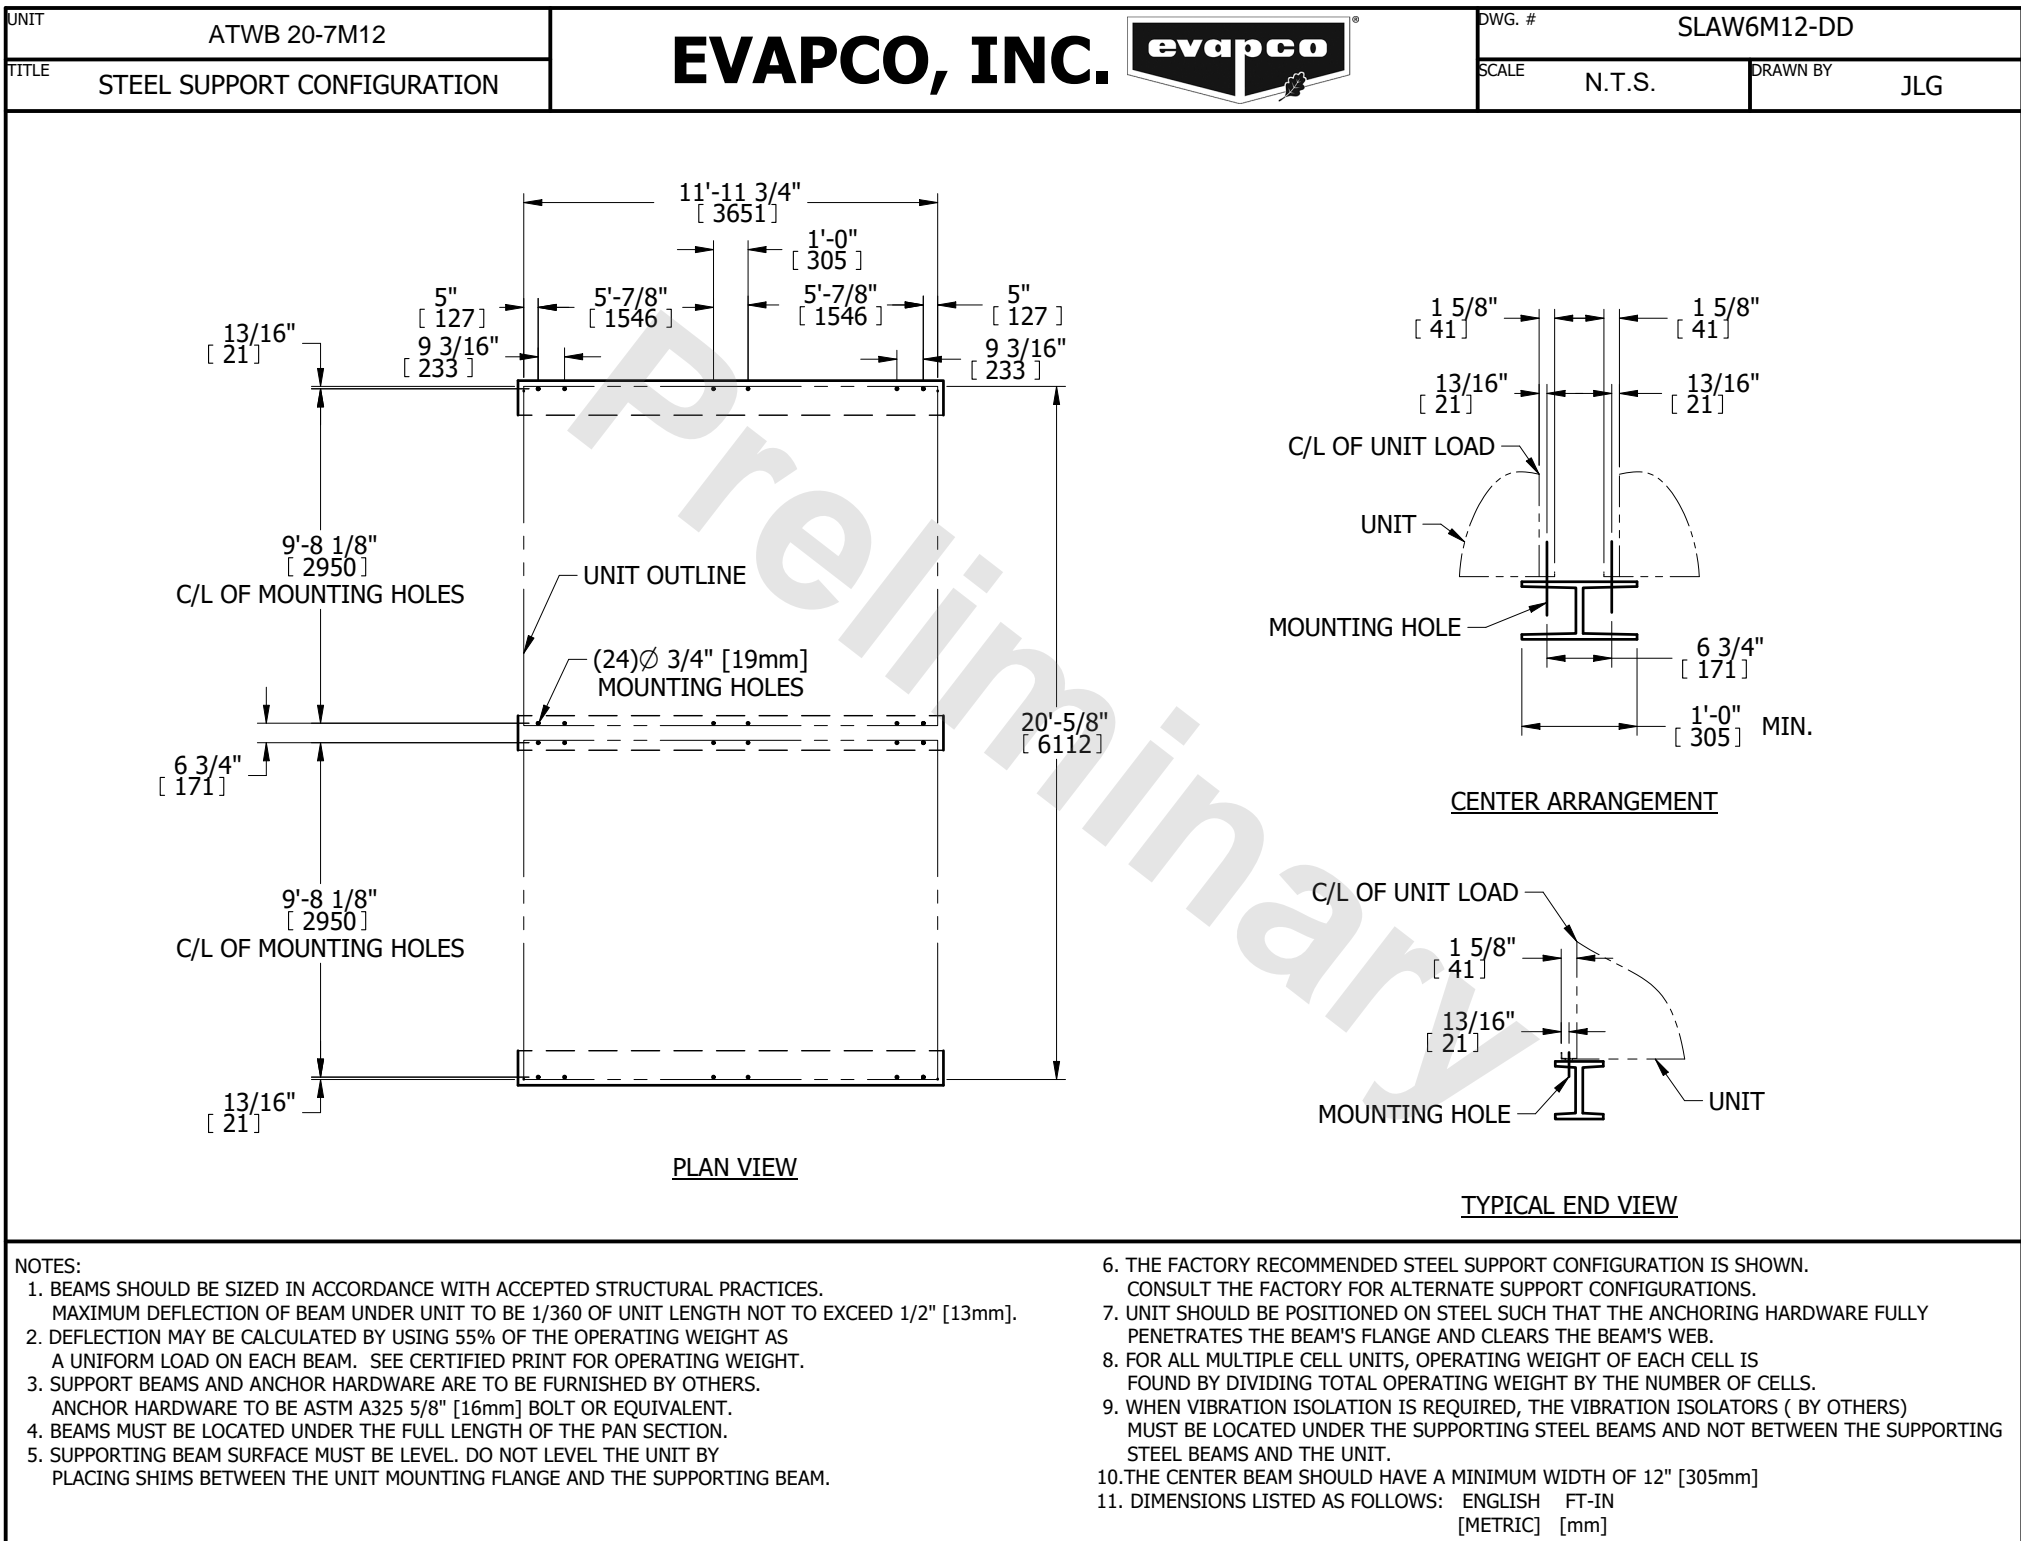 UNIT
ATWB 20-7M12
TITLE
STEEL SUPPORT CONFIGURATION
EVAPCO, INC.
evapco
®
DWG. #
SLAW6M12-DD
SCALE
N.T.S.
DRAWN BY
JLG
11'-11 3/4"
[ 3651]
1'-0"
[ 305 ]
5"
[ 127]
5'-7/8"
[ 1546 ]
5'-7/8"
[ 1546 ]
5"
[ 127 ]
13/16"
[ 21]
9 3/16"
[ 233 ]
9 3/16"
[ 233 ]
9'-8 1/8"
[ 2950]
C/L OF MOUNTING HOLES
UNIT OUTLINE
(24)∅ 3/4" [19mm]
MOUNTING HOLES
6 3/4"
[ 171]
20'-5/8"
[ 6112]
9'-8 1/8"
[ 2950]
C/L OF MOUNTING HOLES
13/16"
[ 21]
PLAN VIEW
Preliminary
1 5/8"
[ 41]
1 5/8"
[ 41]
13/16"
[ 21]
13/16"
[ 21]
C/L OF UNIT LOAD
UNIT
MOUNTING HOLE
6 3/4"
[ 171]
1'-0"
[ 305] MIN.
CENTER ARRANGEMENT
C/L OF UNIT LOAD
1 5/8"
[ 41]
13/16"
[ 21]
MOUNTING HOLE
UNIT
TYPICAL END VIEW
NOTES:
1. BEAMS SHOULD BE SIZED IN ACCORDANCE WITH ACCEPTED STRUCTURAL PRACTICES.
MAXIMUM DEFLECTION OF BEAM UNDER UNIT TO BE 1/360 OF UNIT LENGTH NOT TO EXCEED 1/2" [13mm].
2. DEFLECTION MAY BE CALCULATED BY USING 55% OF THE OPERATING WEIGHT AS
A UNIFORM LOAD ON EACH BEAM. SEE CERTIFIED PRINT FOR OPERATING WEIGHT.
3. SUPPORT BEAMS AND ANCHOR HARDWARE ARE TO BE FURNISHED BY OTHERS.
ANCHOR HARDWARE TO BE ASTM A325 5/8" [16mm] BOLT OR EQUIVALENT.
4. BEAMS MUST BE LOCATED UNDER THE FULL LENGTH OF THE PAN SECTION.
5. SUPPORTING BEAM SURFACE MUST BE LEVEL. DO NOT LEVEL THE UNIT BY
PLACING SHIMS BETWEEN THE UNIT MOUNTING FLANGE AND THE SUPPORTING BEAM.
6. THE FACTORY RECOMMENDED STEEL SUPPORT CONFIGURATION IS SHOWN.
CONSULT THE FACTORY FOR ALTERNATE SUPPORT CONFIGURATIONS.
7. UNIT SHOULD BE POSITIONED ON STEEL SUCH THAT THE ANCHORING HARDWARE FULLY
PENETRATES THE BEAM'S FLANGE AND CLEARS THE BEAM'S WEB.
8. FOR ALL MULTIPLE CELL UNITS, OPERATING WEIGHT OF EACH CELL IS
FOUND BY DIVIDING TOTAL OPERATING WEIGHT BY THE NUMBER OF CELLS.
9. WHEN VIBRATION ISOLATION IS REQUIRED, THE VIBRATION ISOLATORS ( BY OTHERS)
MUST BE LOCATED UNDER THE SUPPORTING STEEL BEAMS AND NOT BETWEEN THE SUPPORTING
STEEL BEAMS AND THE UNIT.
10.THE CENTER BEAM SHOULD HAVE A MINIMUM WIDTH OF 12" [305mm]
11. DIMENSIONS LISTED AS FOLLOWS: ENGLISH FT-IN
[METRIC] [mm]